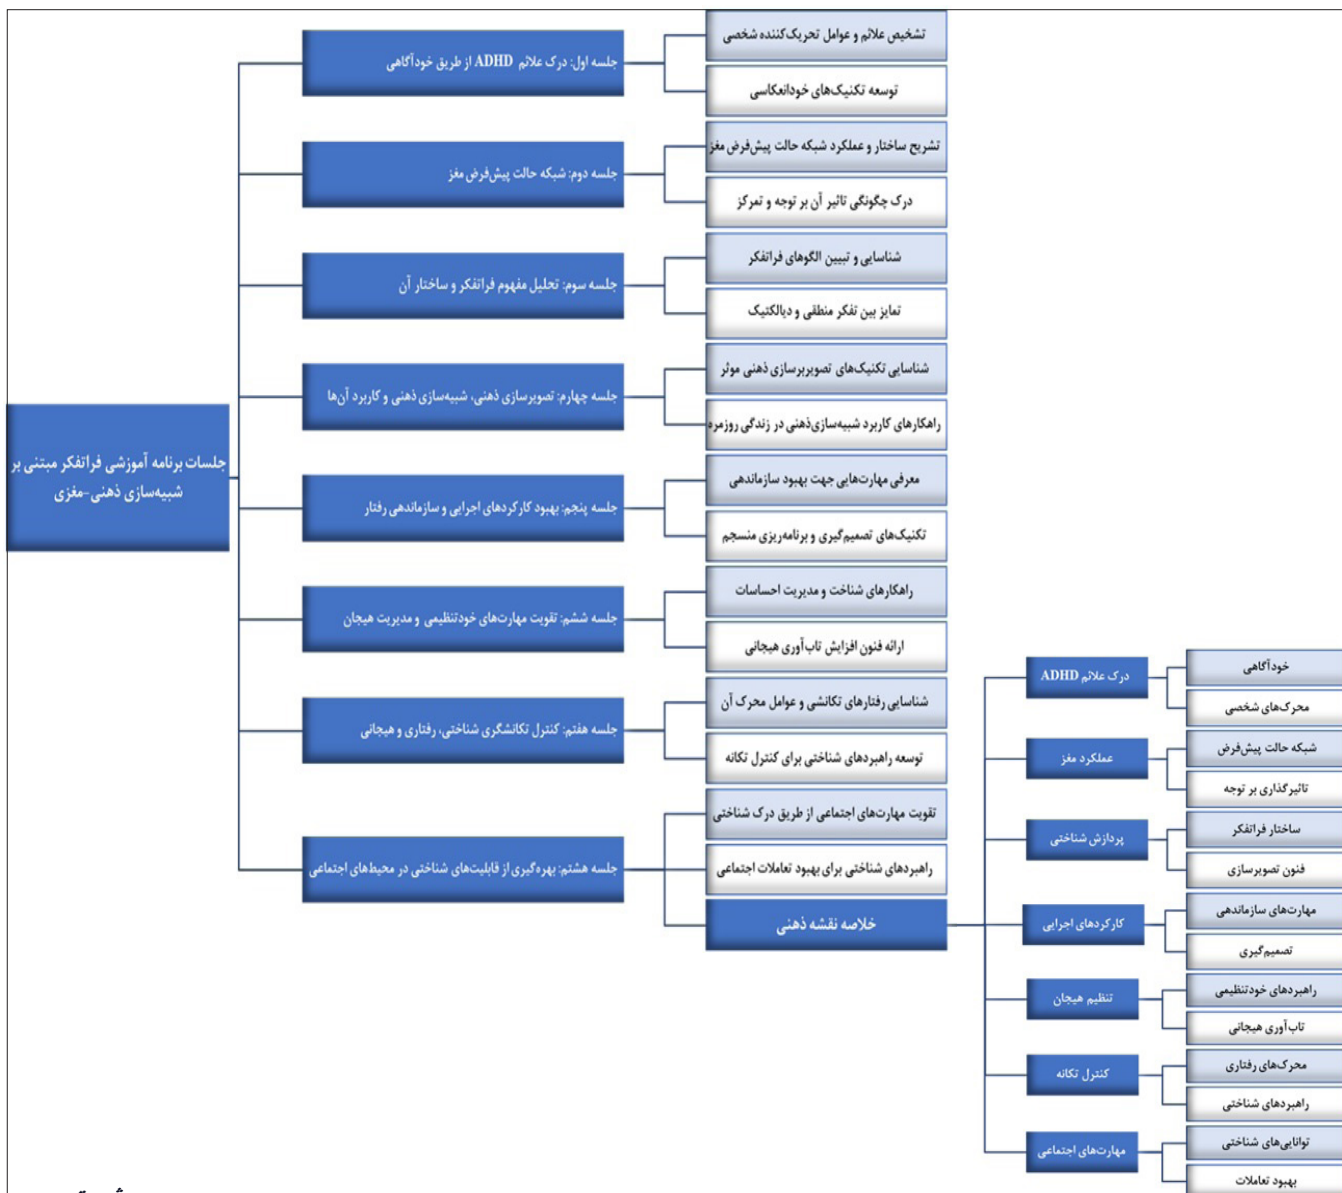 جلسات برنامه آموزشی فراتفکر مبتنی بر
شبیه‌سازی ذهنی-مغزی
جلسه اول: درک علائم ADHD از طریق خودآگاهی
تشخیص علائم و عوامل تحریک‌کننده شخصی
توسعه تکنیک‌های خودانعکاسی
جلسه دوم: شبکه حالت پیش‌فرض مغز
تشریح ساختار و عملکرد شبکه حالت پیش‌فرض مغز
درک چگونگی تاثیر آن بر توجه و تمرکز
جلسه سوم: تحلیل مفهوم فراتفکر و ساختار آن
شناسایی و تبیین الگوهای فراتفکر
تمایز بین تفکر منطقی و دیالکتیک
جلسه چهارم: تصویرسازی ذهنی، شبیه‌سازی ذهنی و کاربرد آن‌ها
شناسایی تکنیک‌های تصویربرسازی ذهنی موثر
راهکارهای کاربرد شبیه‌سازی‌ذهنی در زندگی روزمره
جلسه پنجم: بهبود کارکردهای اجرایی و سازماندهی رفتار
معرفی مهارت‌هایی جهت بهبود سازماندهی
تکنیک‌های تصمیم‌گیری و برنامه‌ریزی منسجم
جلسه ششم: تقویت مهارت‌های خودتنظیمی و مدیریت هیجان
راهکارهای شناخت و مدیریت احساسات
ارائه فنون افزایش تاب‌آوری هیجانی
جلسه هفتم: کنترل تکانشگری شناختی، رفتاری و هیجانی
شناسایی رفتارهای تکانشی و عوامل محرک آن
توسعه راهبردهای شناختی برای کنترل تکانه
جلسه هشتم: بهره‌گیری از قابلیت‌های شناختی در محیط‌های اجتماعی
تقویت مهارت‌های اجتماعی از طریق درک شناختی
راهبردهای شناختی برای بهبود تعاملات اجتماعی
خلاصه نقشه ذهنی
درک علائم ADHD
خودآگاهی
محرک‌های شخصی
عملکرد مغز
شبکه حالت پیش‌فرض
تاثیرگذاری بر توجه
پردازش شناختی
ساختار فراتفکر
فنون تصویرسازی
کارکردهای اجرایی
مهارت‌های سازماندهی
تصمیم‌گیری
تنظیم هیجان
راهبردهای خودتنظیمی
تاب‌آوری هیجانی
کنترل تکانه
محرک‌های رفتاری
راهبردهای شناختی
مهارت‌های اجتماعی
توانایی‌های شناختی
بهبود تعاملات